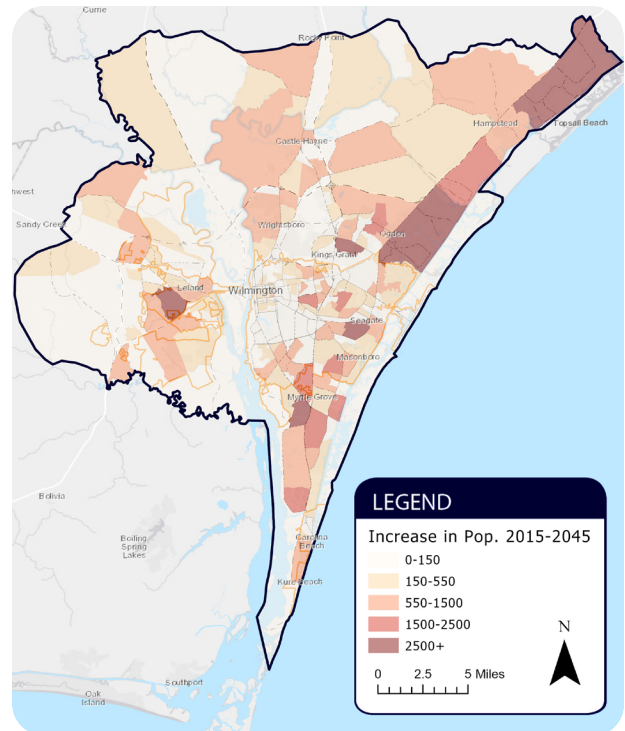 Currie
Rocky Point
Castle Hayne
Hampstead
Topsail Beach
hwest
Sandy Creek
Wrightsboro
Ogden
Kings Grant
Leland
Wilmington
Seagate
Masonboro
Myrtle Grove
Bolivia
Boiling
Spring
Lakes
Carolina
Beach
Kure Beach
Southport
Oak
Island
LEGEND
Increase in Pop. 2015-2045
0-150
150-550
550-1500
1500-2500
2500+
N
0 2.5 5 Miles